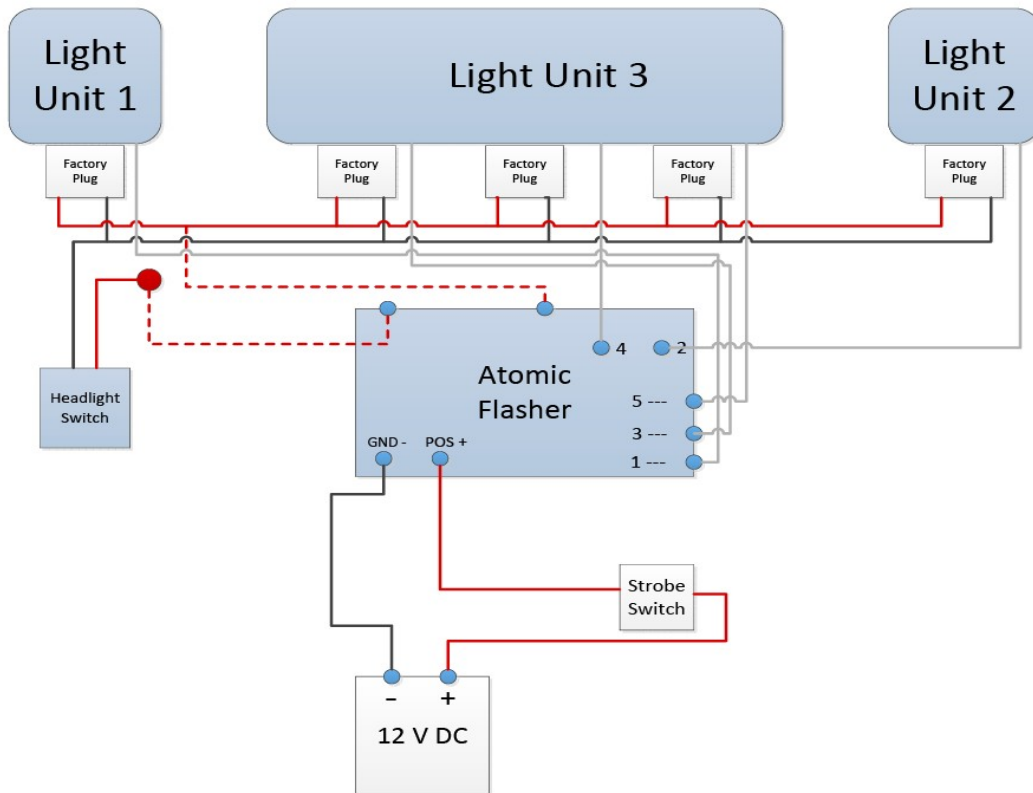 Light
Unit 1
Light Unit 3
Light
Unit 2
Factory
Plug
Factory
Plug
Factory
Plug
Factory
Plug
Factory
Plug
Headlight
Switch
Atomic
Flasher
4
2
5 ---
3 ---
1 ---
GND -
POS +
Strobe
Switch
- +
12 V DC